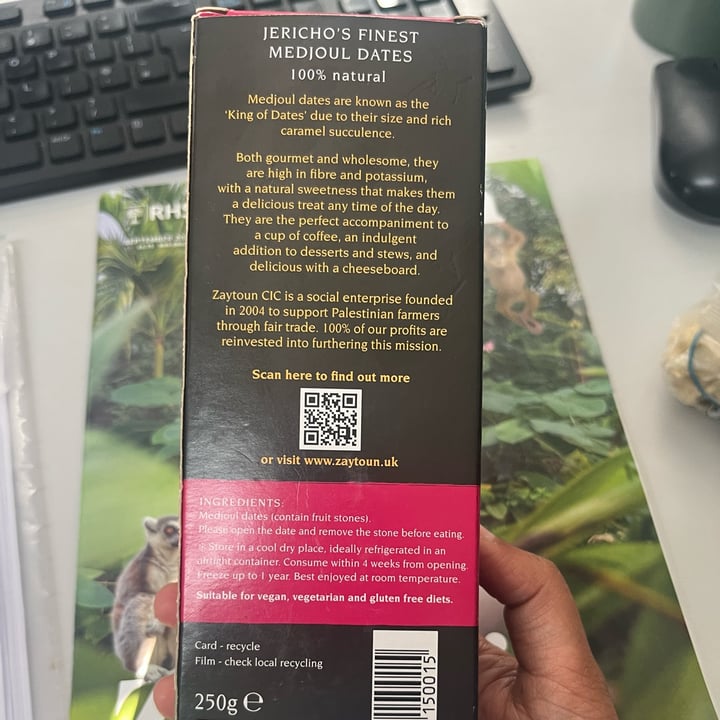 JERICHO'S FINEST
MEDJOUL DATES
100% natural
Medjoul dates are known as the
'King of Dates' due to their size and rich
caramel succulence.
Both gourmet and wholesome, they
are high in fibre and potassium,
with a natural sweetness that makes them
a delicious treat any time of the day.
They are the perfect accompaniment to
a cup of coffee, an indulgent
addition to desserts and stews, and
delicious with a cheeseboard.
Zaytoun CIC is a social enterprise founded
in 2004 to support Palestinian farmers
through fair trade. 100% of our profits are
reinvested into furthering this mission.
Scan here to find out more
or visit www.zaytoun.uk
INGREDIENTS:
Medjoul dates (contain fruit stones).
Please open the date and remove the stone before eating.
Store in a cool dry place, ideally refrigerated in an
airtight container. Consume within 4 weeks from opening.
Freeze up to 1 year. Best enjoyed at room temperature.
Suitable for vegan, vegetarian and gluten free diets.
Card - recycle
Film - check local recycling
250g e
150015
RHS